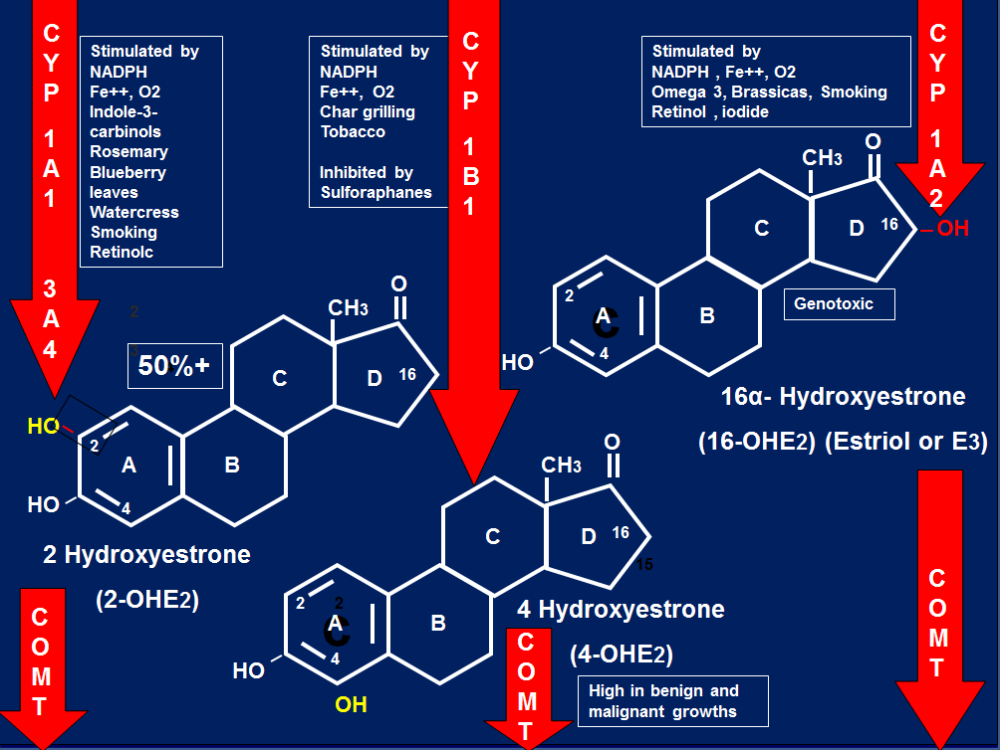 CYP 1A1 3A4
Stimulated by
NADPH
Fe++, O2
Indole-3-
carbinols
Rosemary
Blueberry
leaves
Watercress
Smoking
Retinolc
Stimulated by
NADPH
Fe++, O2
Char grilling
Tobacco
Inhibited by
Sulforaphanes
CYP 1B1
Stimulated by
NADPH , Fe++, O2
Omega 3, Brassicas, Smoking
Retinol , iodide
CYP 1A2
O
CH3
C
D
16
–OH
2
A
C
B
4
HO
Genotoxic
16α- Hydroxyestrone
(16-OHE2) (Estriol or E3)
2
3
50%+
O
CH3
C
D
16
HO
2
A
B
HO
4
2 Hydroxyestrone
(2-OHE2)
O
CH3
C
D
16
15
2
2
A
C
B
4
HO
OH
4 Hydroxyestrone
(4-OHE2)
High in benign and
malignant growths
COMT
COMT
COMT